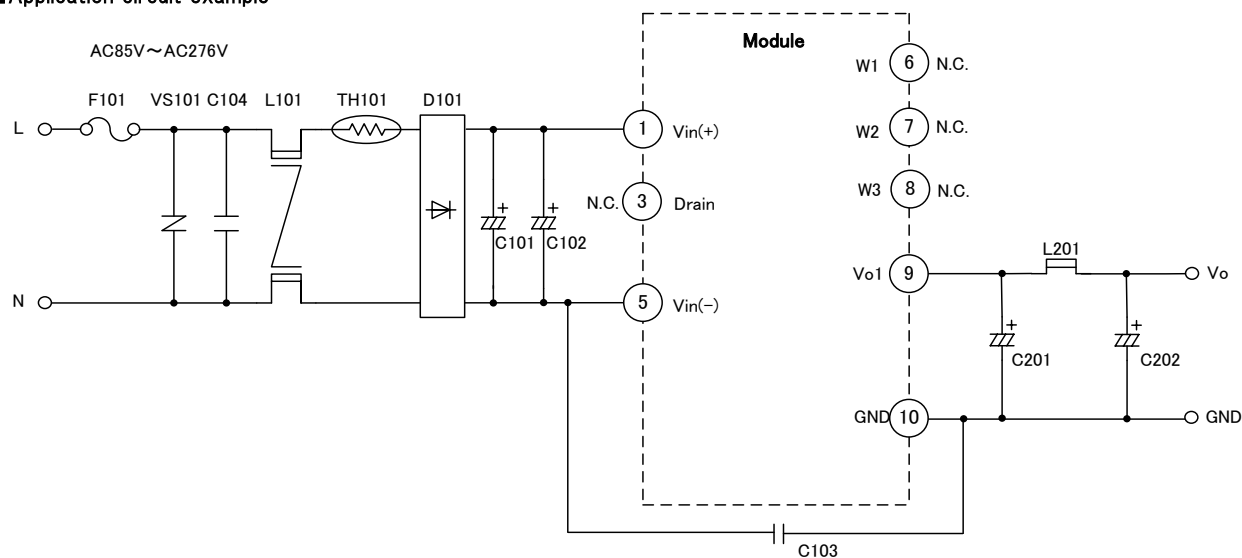 ■Application circuit example
AC85V～AC276V
Module
F101 VS101 C104 L101 TH101 D101
L
N
1 Vin(+)
N.C. 3 Drain
5 Vin(-)
C101 C102
W1 6 N.C.
W2 7 N.C.
W3 8 N.C.
Vo1 9
L201
Vo
C201 C202
GND 10
GND
C103